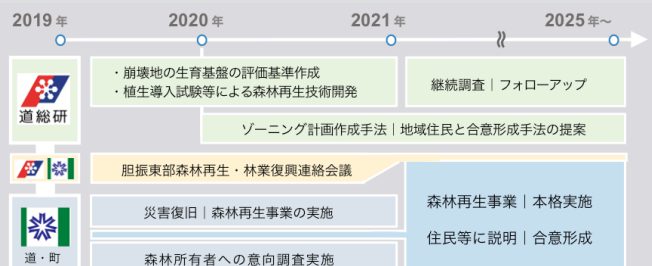 2019年 2020年 2021年 2025年～
・崩壊地の生育基盤の評価基準作成
・植生導入試験等による森林再生技術開発
継続調査｜フォローアップ
道総研
ゾーニング計画作成手法｜地域住民と合意形成手法の提案
胆振東部森林再生・林業復興連絡会議
災害復旧｜森林再生事業の実施
森林再生事業｜本格実施
住民等に説明｜合意形成
道・町
森林所有者への意向調査実施